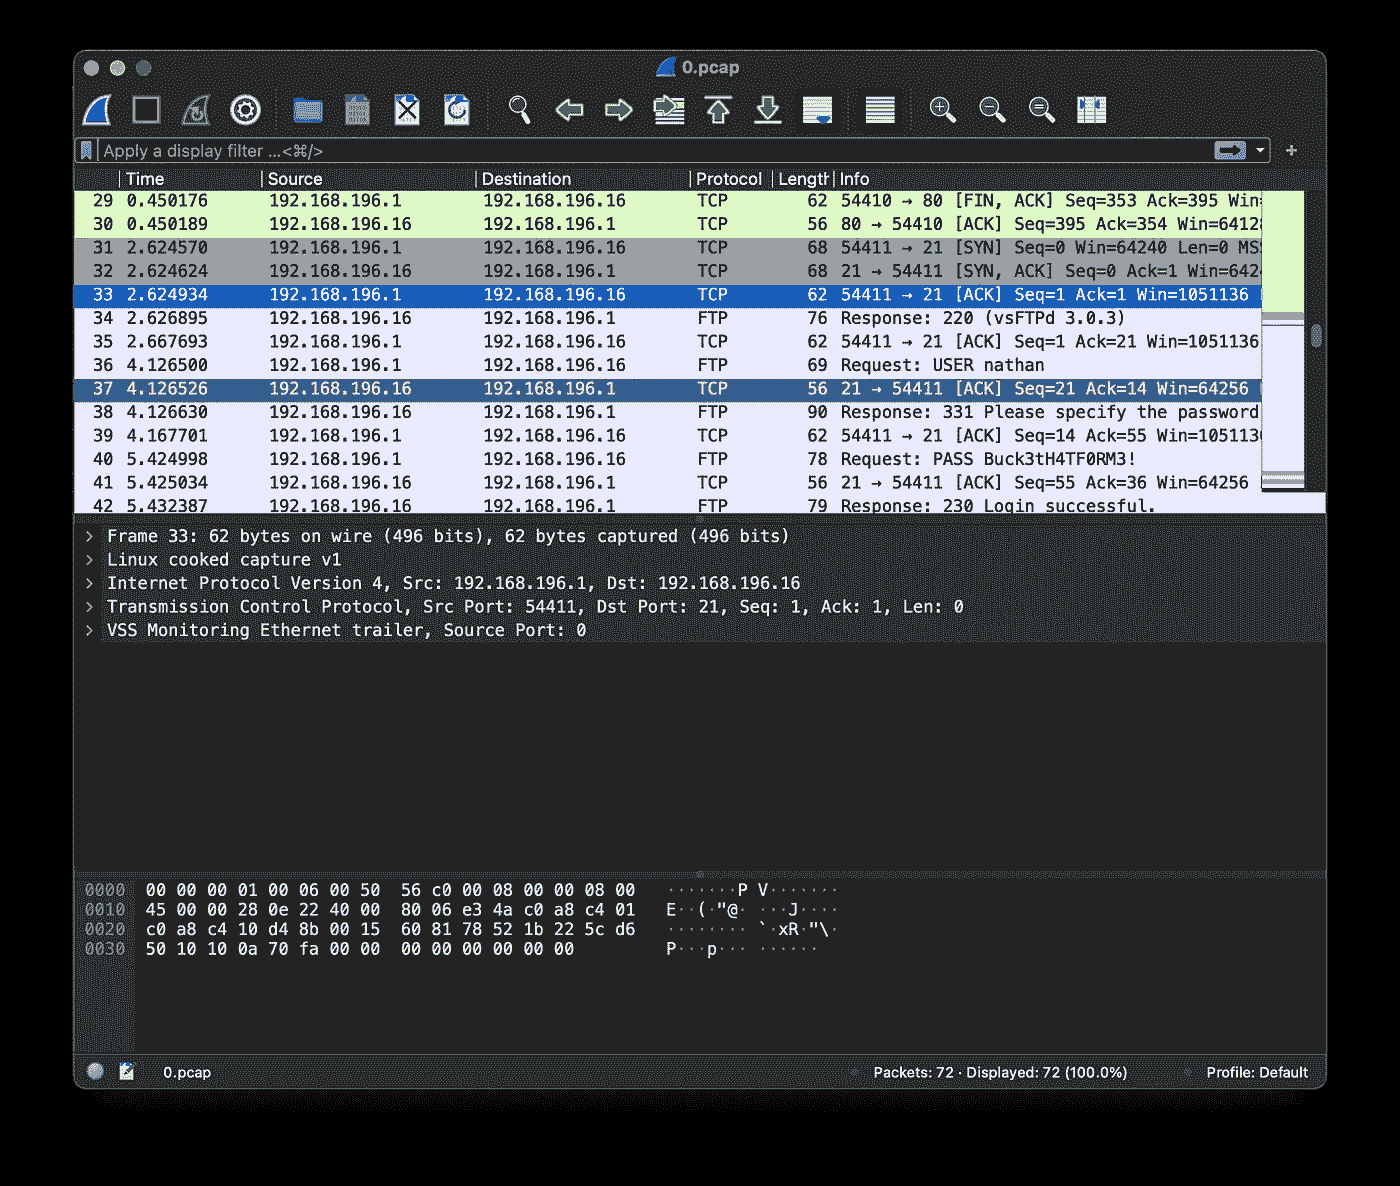 0.pcap
Apply a display filter ...<⌘/>
Time Source Destination Protocol Length Info
29 0.450176 192.168.196.1 192.168.196.16 TCP 62 54410 → 80 [FIN, ACK] Seq=353 Ack=395 Win=
30 0.450189 192.168.196.16 192.168.196.1 TCP 56 80 → 54410 [ACK] Seq=395 Ack=354 Win=6412
31 2.624570 192.168.196.1 192.168.196.16 TCP 68 54411 → 21 [SYN] Seq=0 Win=64240 Len=0 MS
32 2.624624 192.168.196.16 192.168.196.1 TCP 68 21 → 54411 [SYN, ACK] Seq=0 Ack=1 Win=642
33 2.624934 192.168.196.1 192.168.196.16 TCP 62 54411 → 21 [ACK] Seq=1 Ack=1 Win=1051136
34 2.626895 192.168.196.16 192.168.196.1 FTP 76 Response: 220 (vsFTPd 3.0.3)
35 2.667693 192.168.196.1 192.168.196.16 TCP 62 54411 → 21 [ACK] Seq=1 Ack=21 Win=1051136
36 4.126500 192.168.196.1 192.168.196.16 FTP 69 Request: USER nathan
37 4.126526 192.168.196.16 192.168.196.1 TCP 56 21 → 54411 [ACK] Seq=21 Ack=14 Win=64256
38 4.126630 192.168.196.16 192.168.196.1 FTP 90 Response: 331 Please specify the password
39 4.167701 192.168.196.1 192.168.196.16 TCP 62 54411 → 21 [ACK] Seq=14 Ack=55 Win=105113
40 5.424998 192.168.196.1 192.168.196.16 FTP 78 Request: PASS Buck3tH4TF0RM3!
41 5.425034 192.168.196.16 192.168.196.1 TCP 56 21 → 54411 [ACK] Seq=55 Ack=36 Win=64256
42 5.432387 192.168.196.16 192.168.196.1 FTP 79 Response: 230 Login successful.
> Frame 33: 62 bytes on wire (496 bits), 62 bytes captured (496 bits)
> Linux cooked capture v1
> Internet Protocol Version 4, Src: 192.168.196.1, Dst: 192.168.196.16
> Transmission Control Protocol, Src Port: 54411, Dst Port: 21, Seq: 1, Ack: 1, Len: 0
> VSS Monitoring Ethernet trailer, Source Port: 0
0000 00 00 00 01 00 06 00 50 56 c0 00 08 00 00 08 00 ·······P V·······
0010 45 00 00 28 0e 22 40 00 80 06 e3 4a c0 a8 c4 01 E··(·"@· ···J····
0020 c0 a8 c4 10 d4 8b 00 15 60 81 78 52 1b 22 5c d6 ········ `·xR·"\·
0030 50 10 10 0a 70 fa 00 00 00 00 00 00 00 00 P···p··· ······
0.pcap Packets: 72 · Displayed: 72 (100.0%) Profile: Default